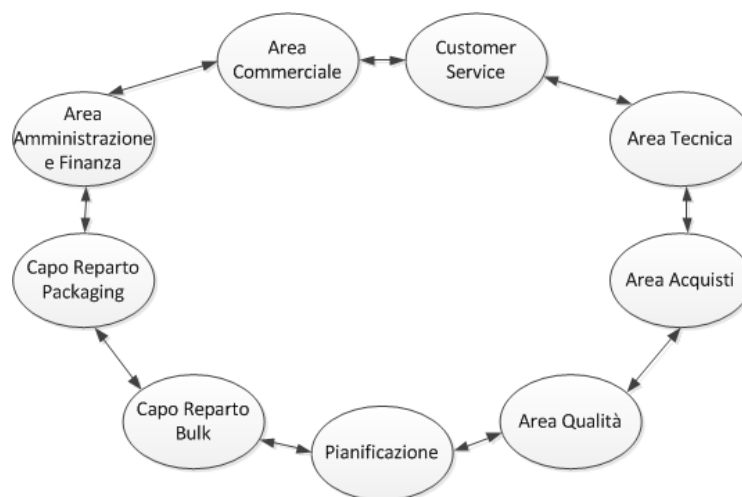 Area
Commerciale
Customer
Service
Area
Amministrazione
e Finanza
Area Tecnica
Capo Reparto
Packaging
Area Acquisti
Capo Reparto
Bulk
Pianificazione
Area Qualità